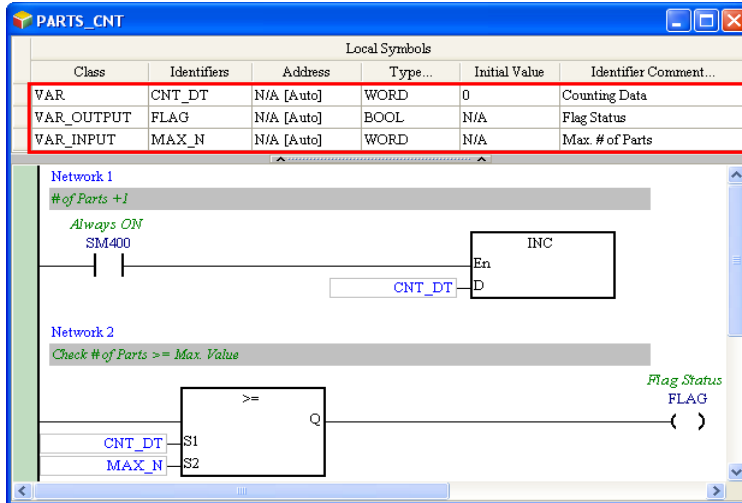 PARTS_CNT
Local Symbols
Class Identifiers Address Type... Initial Value Identifier Comment...
VAR CNT_DT N/A [Auto] WORD 0 Counting Data
VAR_OUTPUT FLAG N/A [Auto] BOOL N/A Flag Status
VAR_INPUT MAX_N N/A [Auto] WORD N/A Max. # of Parts
Network 1
# of Parts +1
Always ON
SM400
INC
En
CNT_DT D
Network 2
Check # of Parts >= Max. Value
Flag Status
>= FLAG
Q
CNT_DT S1
MAX_N S2